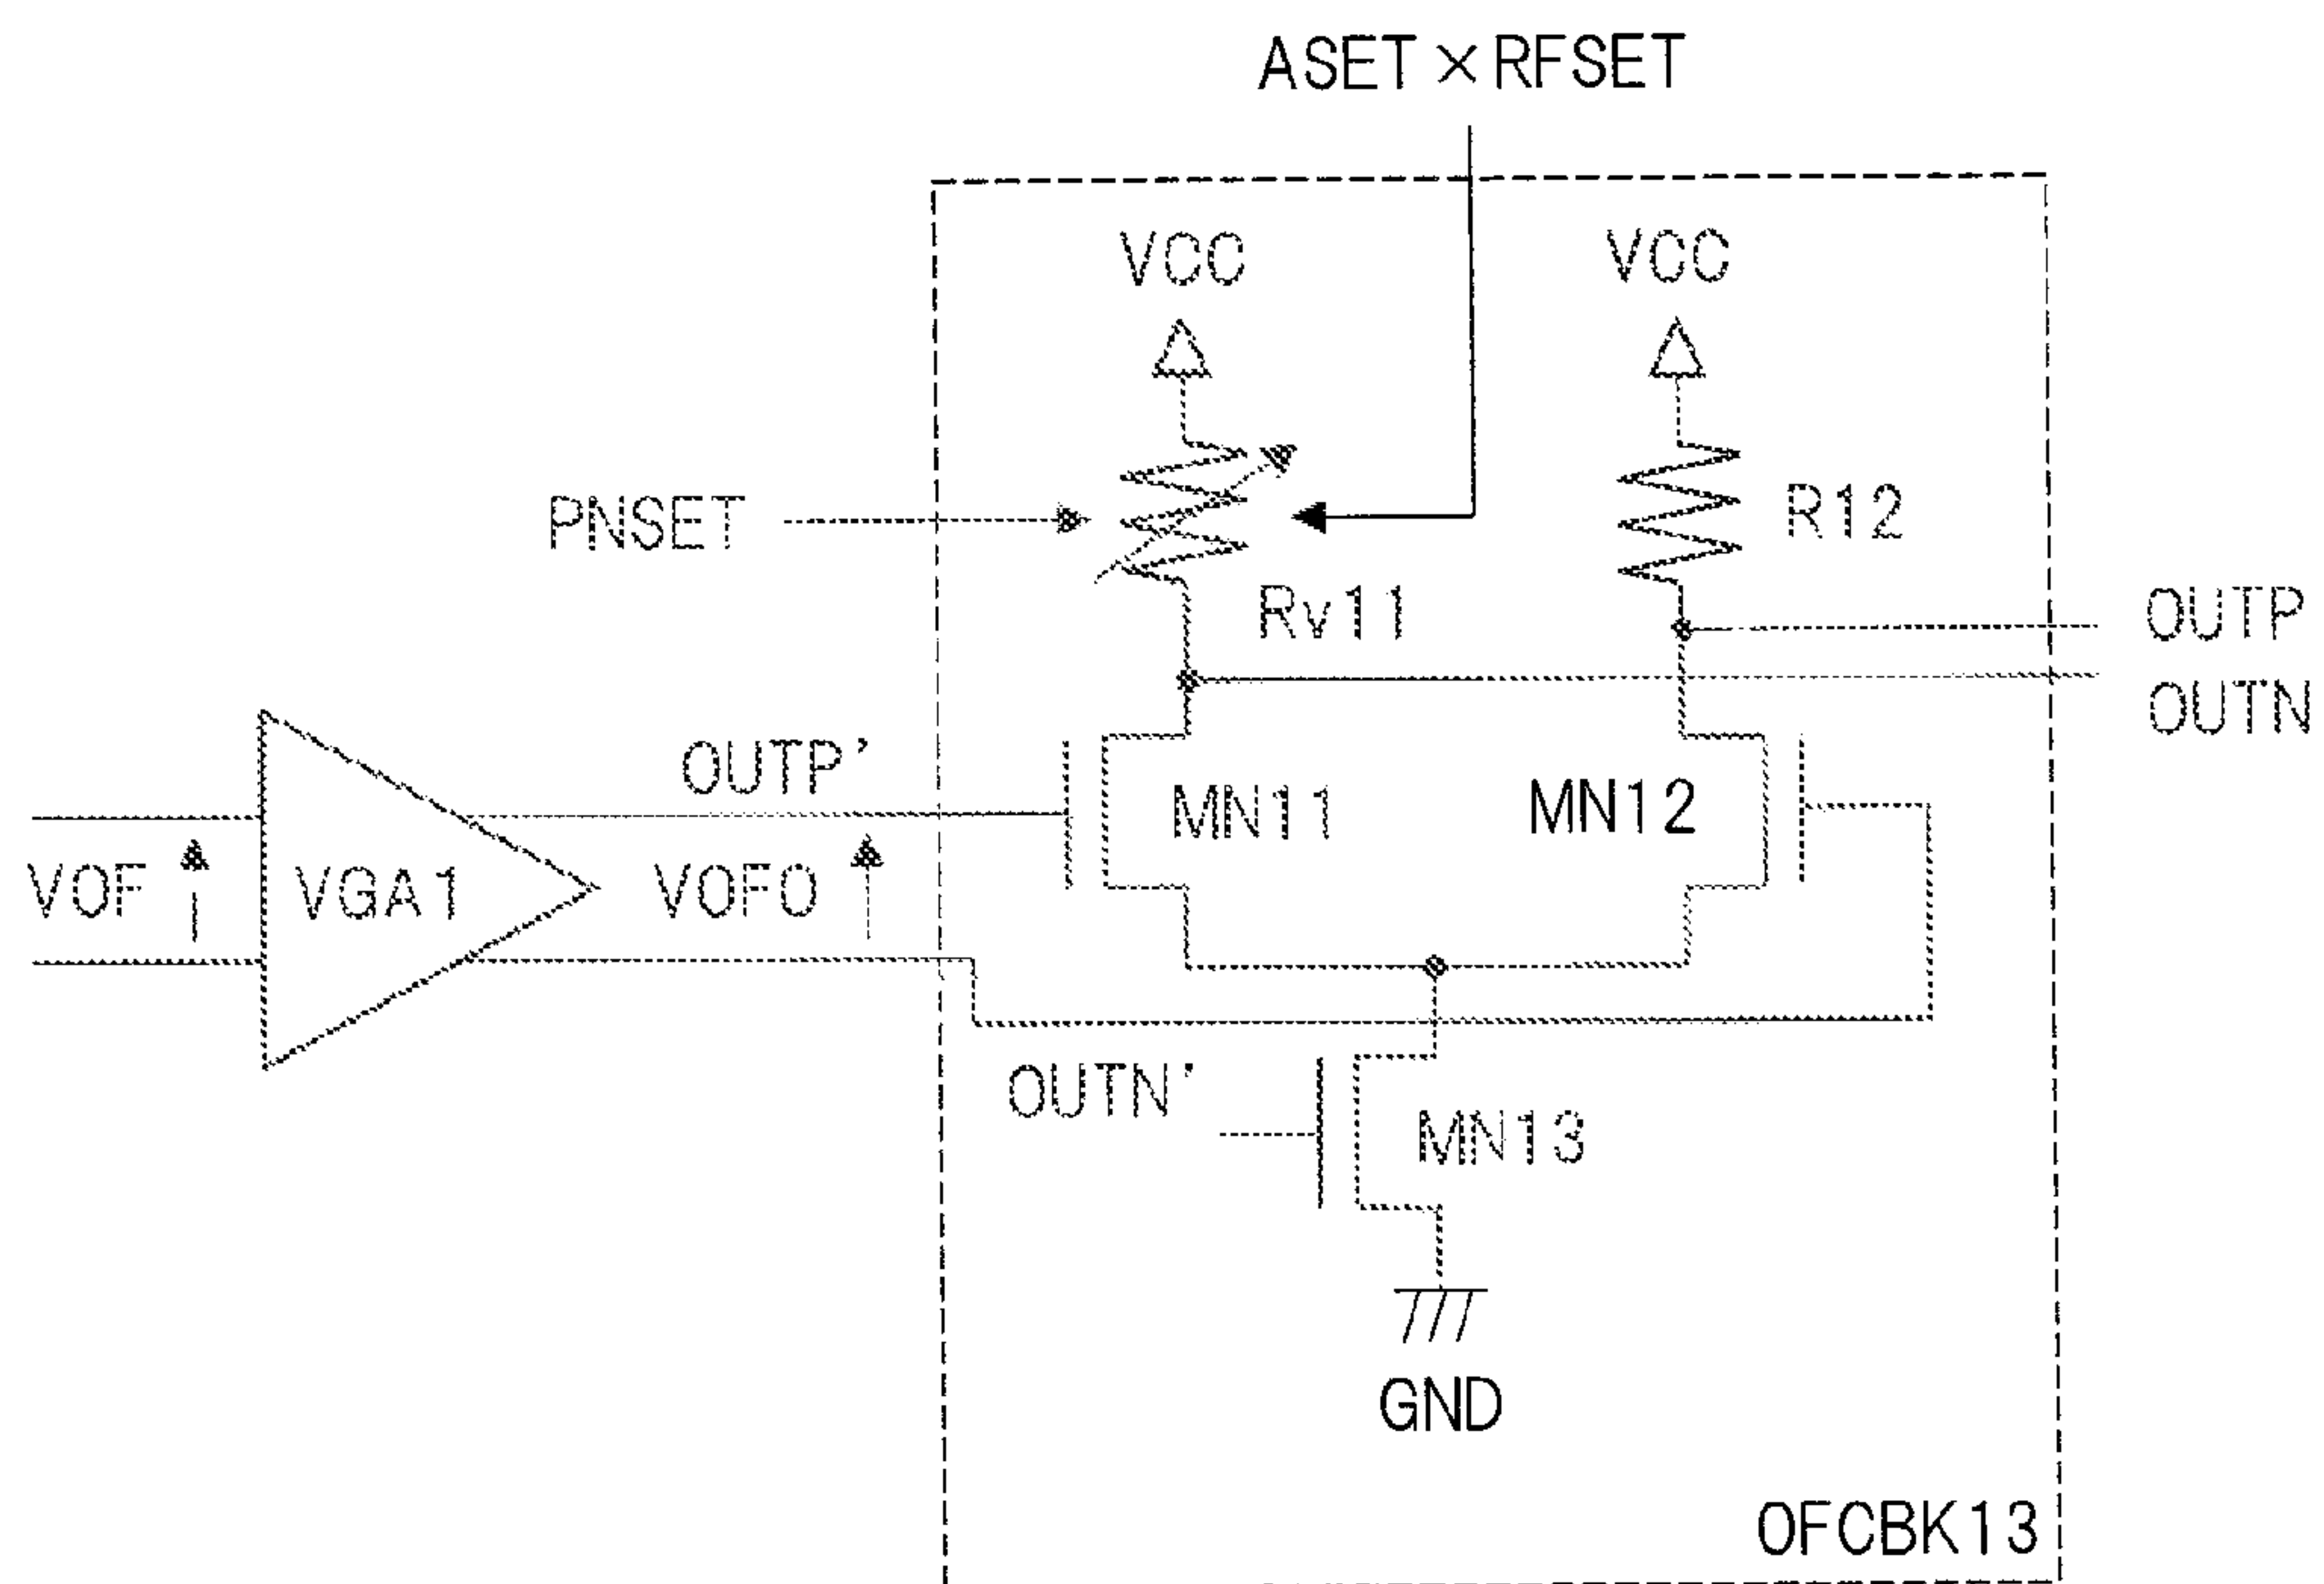 ASET×RFSET
VCC
VCC
PNSET
R12
Rv11
OUTP
OUTN
OUTP'
MN11
MN12
VOF
VGA1
VOFO
OUTN'
MN13
GND
OFCBK13